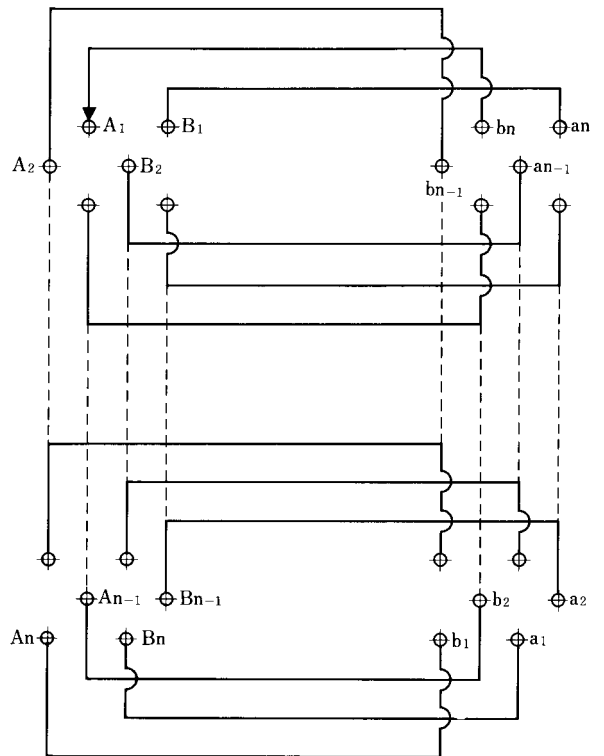 A₁ B₁ bn an
A₂ B₂ bn₋₁ an₋₁
An₋₁ Bn₋₁ b₂ a₂
An Bn b₁ a₁